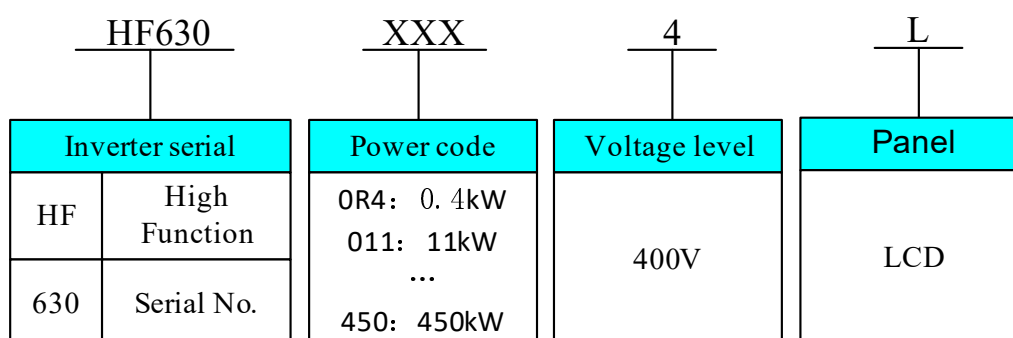 HF630 XXX 4 L
Inverter serial Power code Voltage level Panel
HF High Function
630 Serial No.
0R4：0.4kW
011：11kW
...
450：450kW
400V
LCD